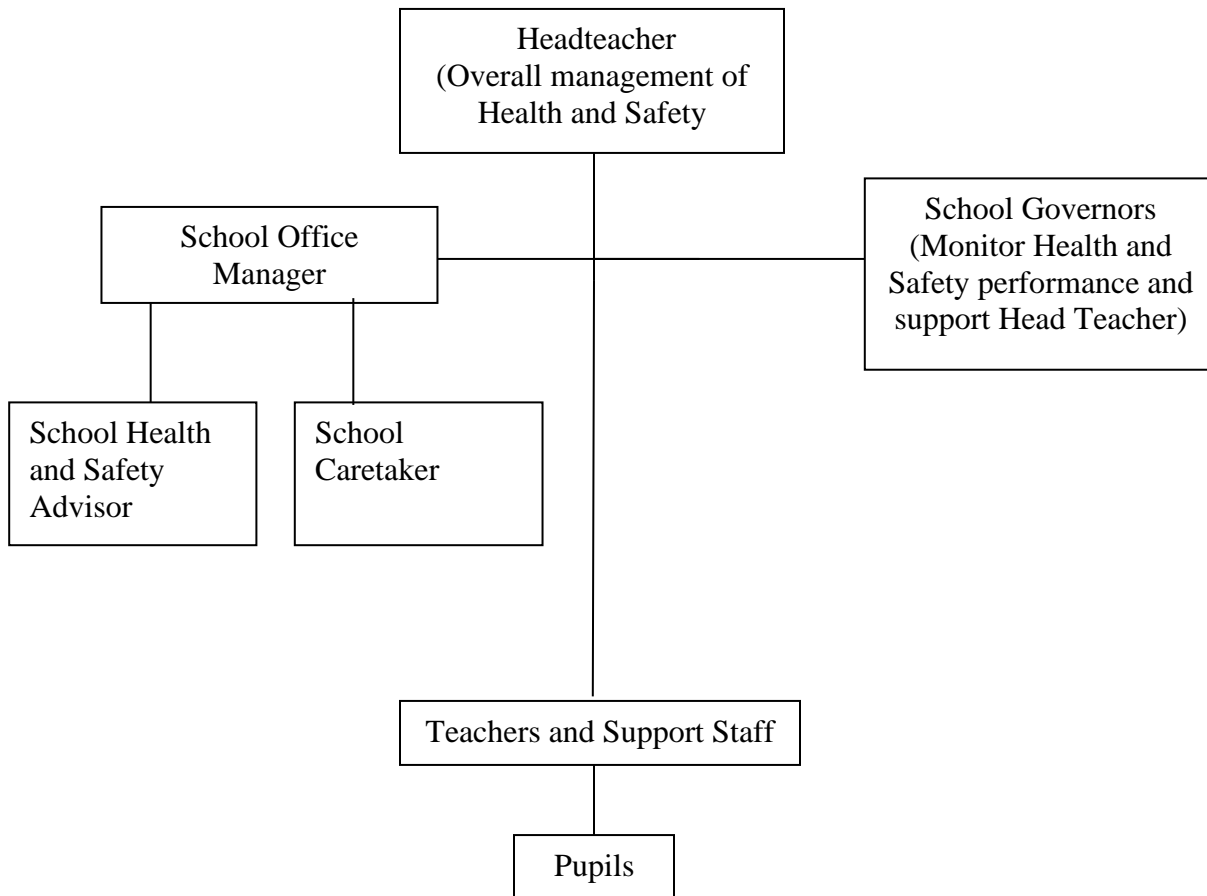 Headteacher
(Overall management of
Health and Safety
School Office
Manager
School Governors
(Monitor Health and
Safety performance and
support Head Teacher)
School Health
and Safety
Advisor
School
Caretaker
Teachers and Support Staff
Pupils